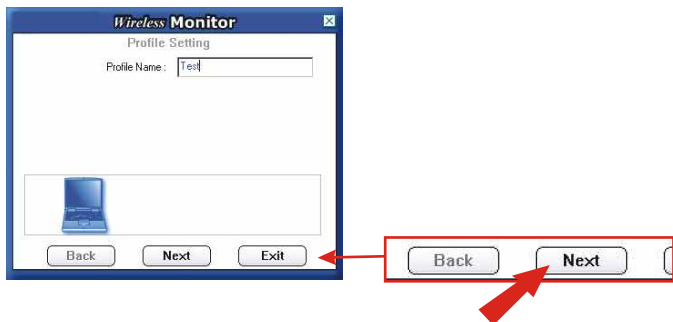 Wireless Monitor
Profile Setting
Profile Name : Test
Back Next Exit
Back Next